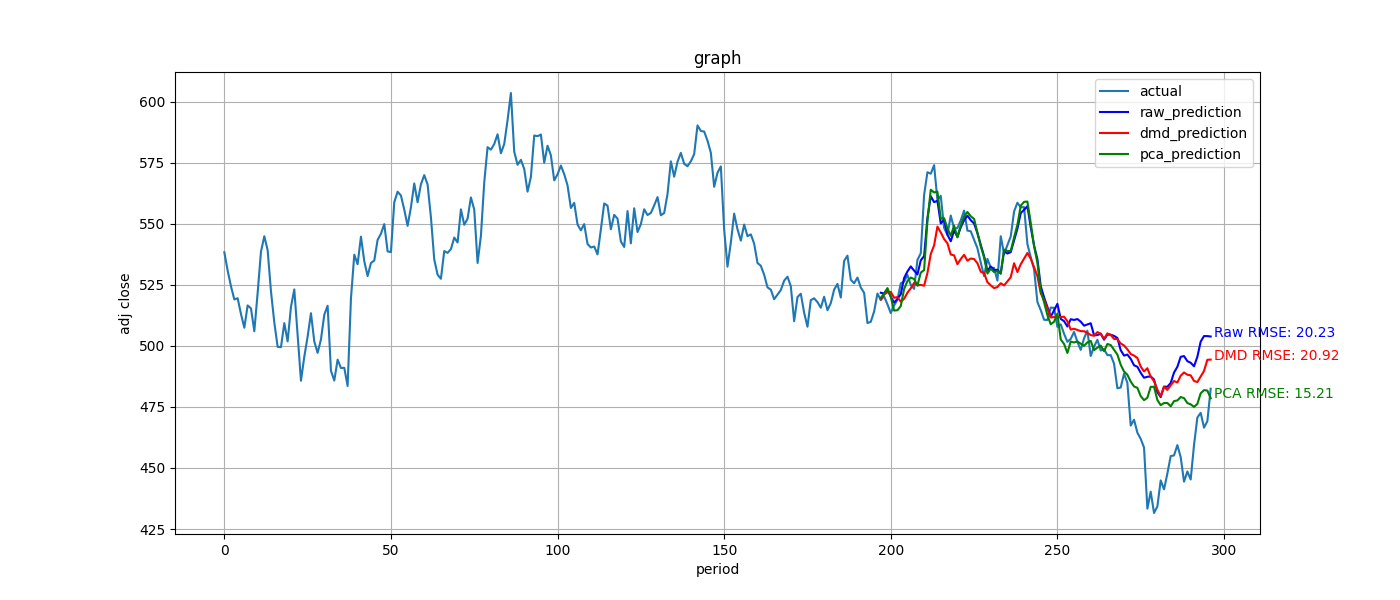 graph
600
575
550
525
500
475
450
425
adj close
0
50
100
150
200
250
300
period
actual
raw_prediction
dmd_prediction
pca_prediction
Raw RMSE: 20.23
DMD RMSE: 20.92
PCA RMSE: 15.21